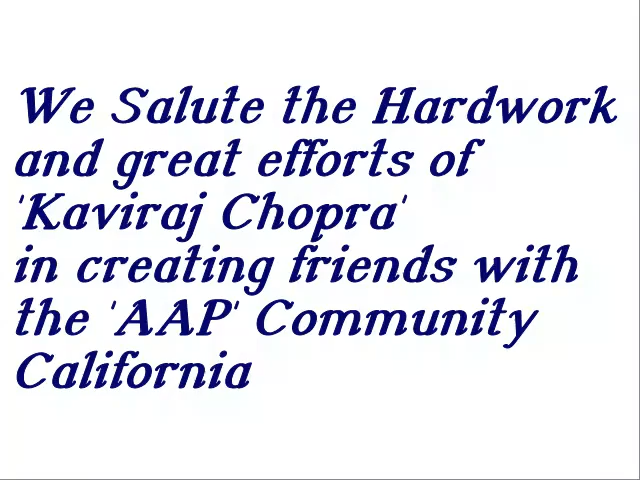 We Salute the Hardwork
and great efforts of
'Kaviraj Chopra'
in creating friends with
the 'AAP' Community
California